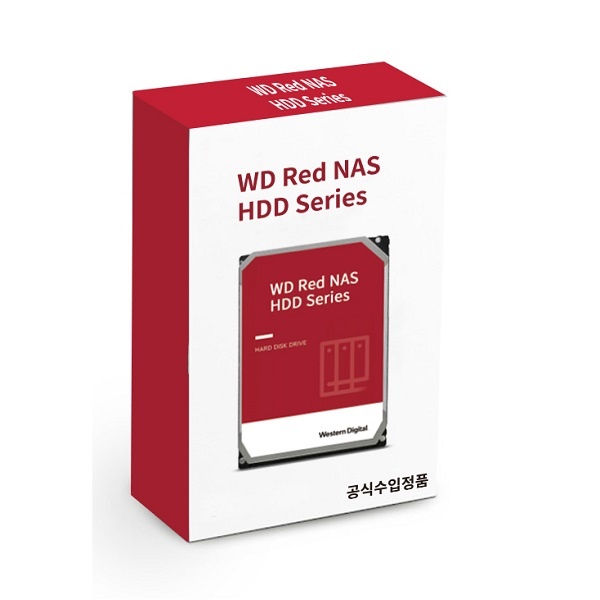 WD Red NAS
HDD Series
WD Red NAS
HDD Series
WD Red NAS
HDD Series
HARD DISK DRIVE
Western Digital
공식수입정품